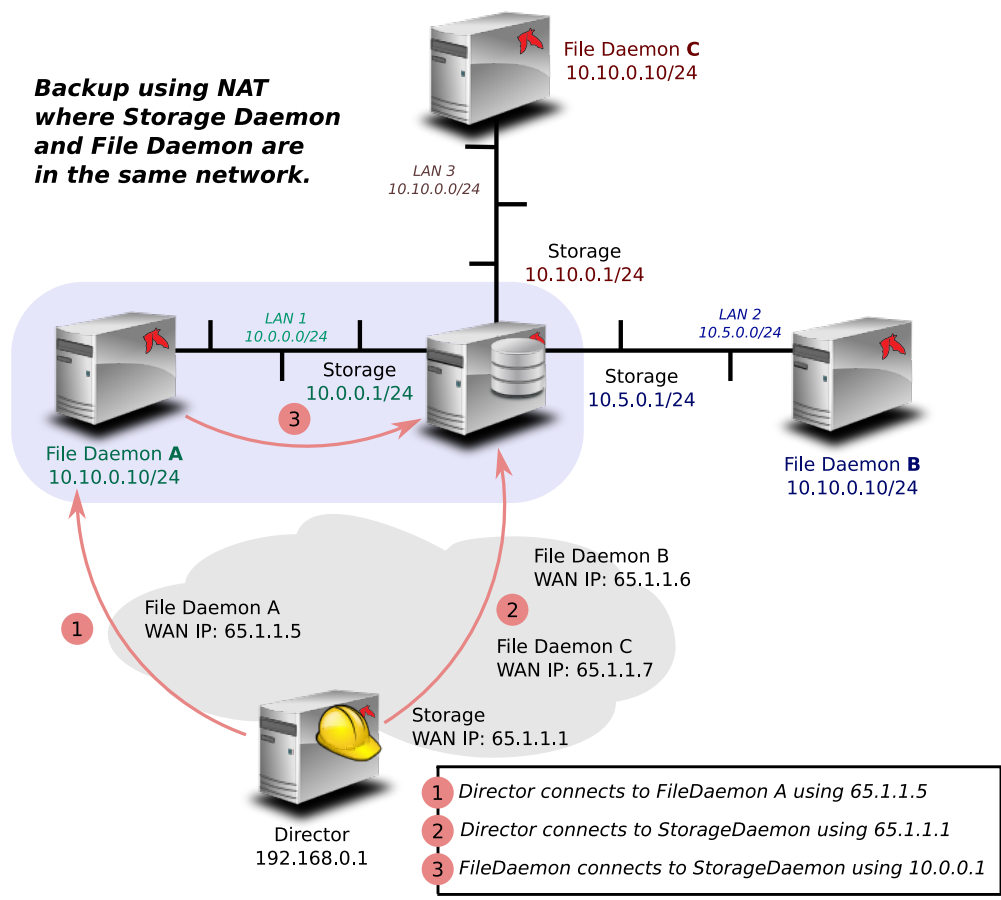 Backup using NAT
where Storage Daemon
and File Daemon are
in the same network.
File Daemon C
10.10.0.10/24
LAN 3
10.10.0.0/24
Storage
10.10.0.1/24
LAN 1
10.0.0.0/24
Storage
10.0.0.1/24
LAN 2
10.5.0.0/24
Storage
10.5.0.1/24
3
File Daemon A
10.10.0.10/24
File Daemon B
10.10.0.10/24
File Daemon B
WAN IP: 65.1.1.6
1
File Daemon A
WAN IP: 65.1.1.5
2
File Daemon C
WAN IP: 65.1.1.7
Storage
WAN IP: 65.1.1.1
Director
192.168.0.1
1 Director connects to FileDaemon A using 65.1.1.5
2 Director connects to StorageDaemon using 65.1.1.1
3 FileDaemon connects to StorageDaemon using 10.0.0.1